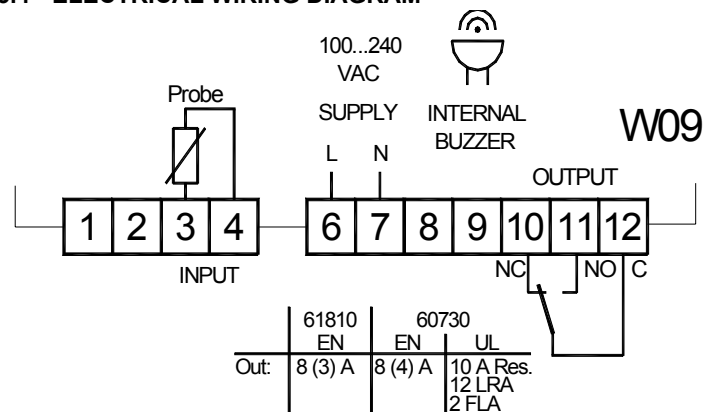 ELECTRICAL WIRING DIAGRAM
100...240
VAC
Probe
SUPPLY
INTERNAL
BUZZER
W09
L N
OUTPUT
1 2 3 4 6 7 8 9 10 11 12
INPUT
NC NO C
61810 60730
EN EN UL
Out: 8 (3) A 8 (4) A 10 A Res.
12 LRA
2 FLA